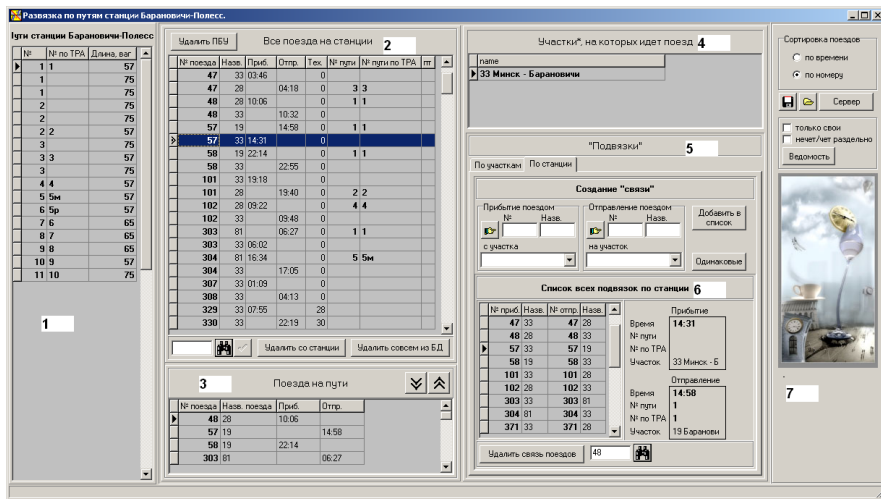 Развязка по путям станции Барановичи-Полесс.
Пути станции Барановичи-Полесс
№ № по ТРА Длина, ваг
1 1 57
1 75
1 75
2 75
2 75
2 2 57
3 75
3 3 57
3 75
4 4 57
5 5м 57
6 5р 57
7 6 65
8 7 65
9 8 65
10 9 57
11 10 75
1
Удалить ПБУ Все поезда на станции 2
№ поезда Назв. Приб. Отпр. Тех. № пути № пути по ТРА пт
47 33 03:46 0
47 28 04:18 0 3 3
48 28 10:06 0 1 1
48 33 10:32 0
57 19 14:58 0 1 1
57 33 14:31 0
58 19 22:14 0 1 1
58 33 22:55 0
101 33 19:18 0
101 28 19:40 0 2 2
102 28 09:22 0 4 4
102 33 09:48 0
303 81 06:27 0 1 1
303 33 06:02 0
304 81 16:34 0 5 5м
304 33 17:05 0
307 33 01:09 0
308 33 04:13 0
329 33 07:55 28
330 33 22:19 30
Удалить со станции Удалить совсем из БД
3 Поезда на пути
№ поезда Назв. поезда Приб. Отпр.
48 28 10:06
57 19 14:58
58 19 22:14
303 81 06:27
Участки", на которых идет поезд 4
name
33 Минск - Барановичи
"Подвязки" 5
По участкам По станции
Создание "связи"
Прибытие поездом Отправление поездом
№ Назв. № Назв.
Добавить в список
с участка на участок
Одинаковые
Список всех подвязок по станции 6
№ приб. Назв. № отпр. Назв.
47 33 47 28
48 28 48 33
57 33 57 19
58 19 58 33
101 33 101 28
102 28 102 33
303 33 303 81
304 81 304 33
371 33 371 28
Прибытие
Время 14:31
№ пути
№ по ТРА
Участок 33 Минск - Б
Отправление
Время 14:58
№ пути 1
№ по ТРА 1
Участок 19 Баранови
Удалить связь поездов 48
Сортировка поездов
по времени
по номеру
Сервер
только свои
нечет/чет раздельно
Ведомость
7